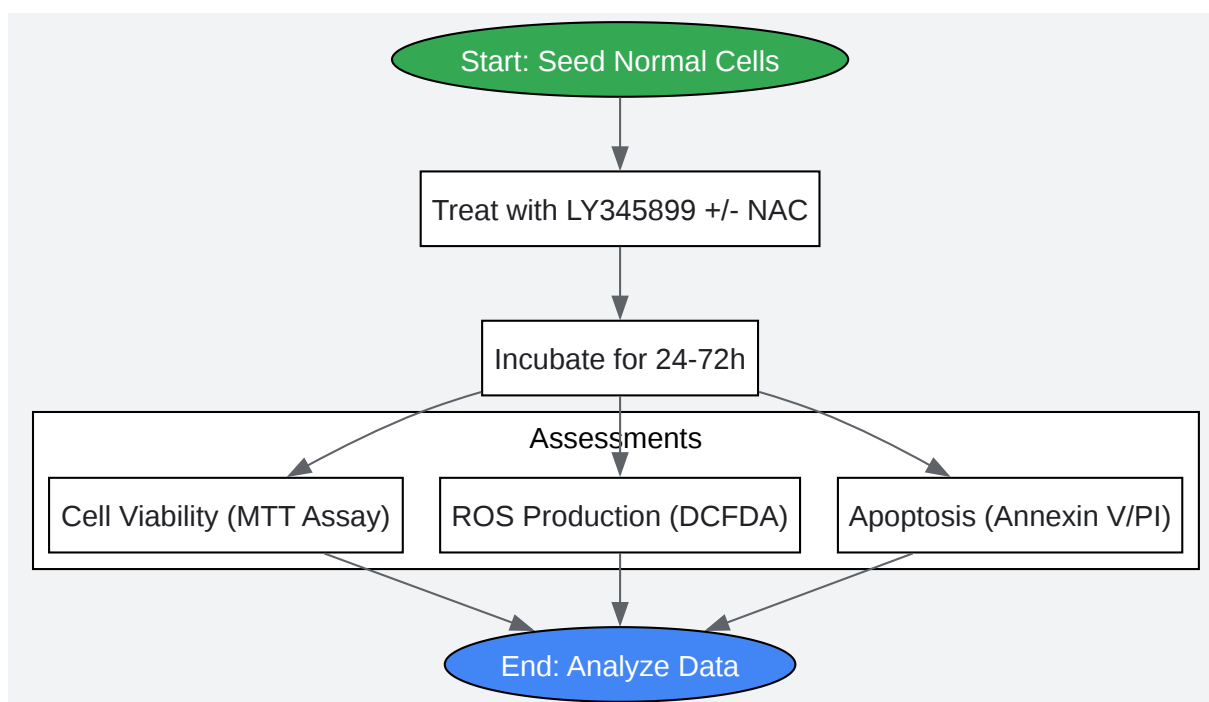 Start: Seed Normal Cells
Treat with LY345899 +/- NAC
Incubate for 24-72h
Assessments
Cell Viability (MTT Assay)
ROS Production (DCFDA)
Apoptosis (Annexin V/PI)
End: Analyze Data